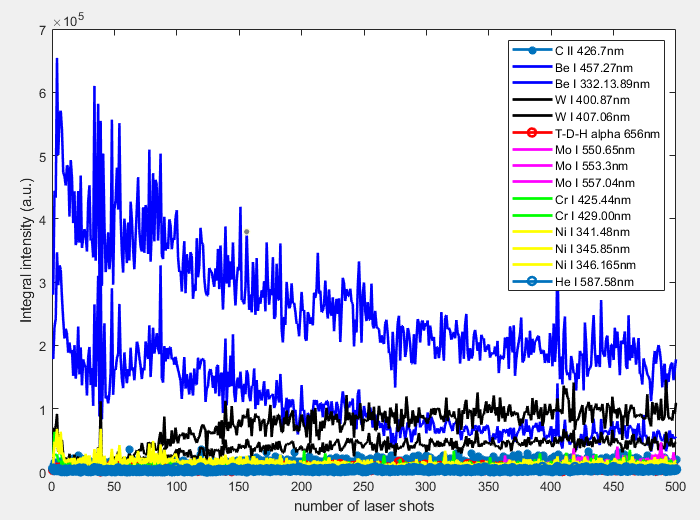 ×10⁵
7
6
5
4
3
2
1
0
Integral intensity (a.u.)
C II 426.7nm
Be I 457.27nm
Be I 332.13.89nm
W I 400.87nm
W I 407.06nm
T-D-H alpha 656nm
Mo I 550.65nm
Mo I 553.3nm
Mo I 557.04nm
Cr I 425.44nm
Cr I 429.00nm
Ni I 341.48nm
Ni I 345.85nm
Ni I 346.165nm
He I 587.58nm
0 50 100 150 200 250 300 350 400 450 500
number of laser shots